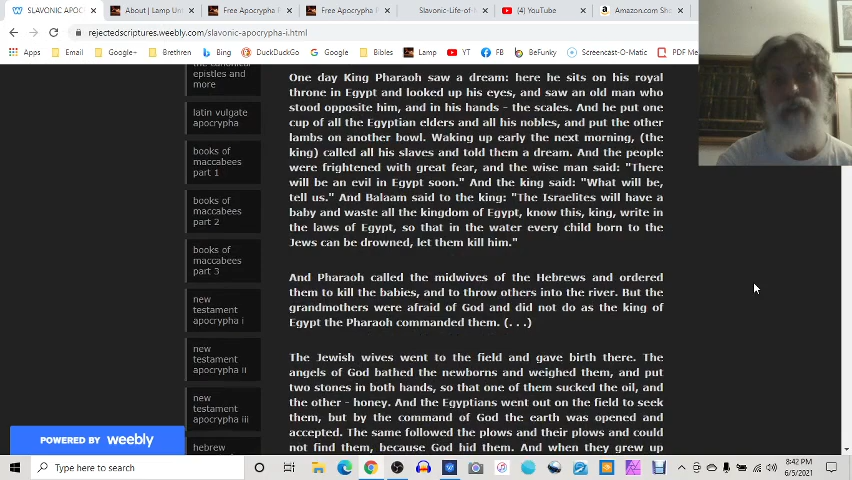 SLAVONIC APOCRY
About | Lamp Unt
Free Apocrypha F
Free Apocrypha F
Slavonic-Life-of
(4) YouTube
Amazon.com Sho
rejectedscriptures.weebly.com/slavonic-apocrypha-i.html
Apps
Email
Google+
Brethren
Bing
DuckDuckGo
Google
Bibles
Lamp
YT
FB
BeFunky
Screencast-O-Matic
PDF Me
the canonical
epistles and
more
latin vulgate
apocrypha
books of
maccabees
part 1
books of
maccabees
part 2
books of
maccabees
part 3
new
testament
apocrypha i
new
testament
apocrypha ii
new
testament
apocrypha iii
hebrew
One day King Pharaoh saw a dream: here he sits on his royal
throne in Egypt and looked up his eyes, and saw an old man who
stood opposite him, and in his hands - the scales. And he put one
cup of all the Egyptian elders and all his nobles, and put the other
lambs on another bowl. Waking up early the next morning, (the
king) called all his slaves and told them a dream. And the people
were frightened with great fear, and the wise man said: "There
will be an evil in Egypt soon." And the king said: "What will be,
tell us." And Balaam said to the king: "The Israelites will have a
baby and waste all the kingdom of Egypt, know this, king, write in
the laws of Egypt, so that in the water every child born to the
Jews can be drowned, let them kill him."
And Pharaoh called the midwives of the Hebrews and ordered
them to kill the babies, and to throw others into the river. But the
grandmothers were afraid of God and did not do as the king of
Egypt the Pharaoh commanded them. (. . .)
The Jewish wives went to the field and gave birth there. The
angels of God bathed the newborns and weighed them, and put
two stones in both hands, so that one of them sucked the oil, and
the other - honey. And the Egyptians went out on the field to seek
them, but by the command of God the earth was opened and
accepted. The same followed the plows and their plows and could
not find them, because God hid them. And when they grew up
POWERED BY weebly
Type here to search
8:42 PM
6/5/2021